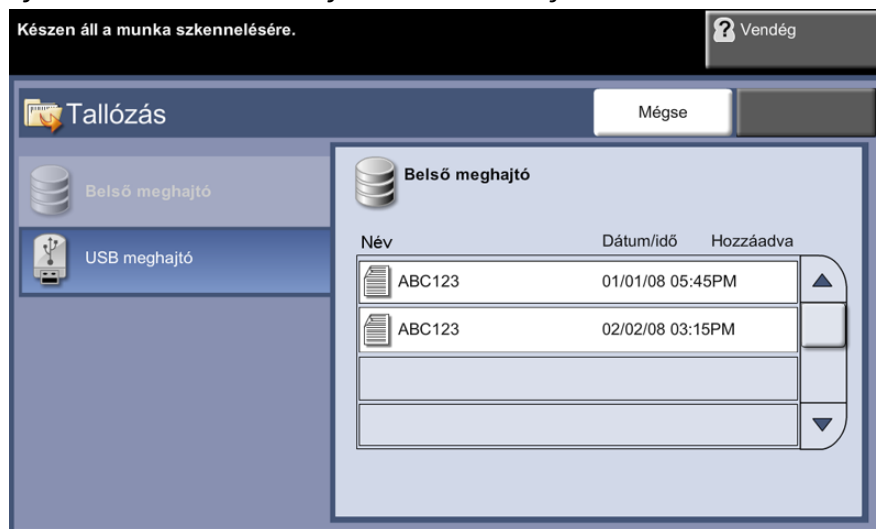 Készen áll a munka szkennelésére.
? Vendég
Tallózás
Mégse
Belső meghajtó
USB meghajtó
Belső meghajtó
Név Dátum/idő Hozzáadva
ABC123 01/01/08 05:45PM
ABC123 02/02/08 03:15PM